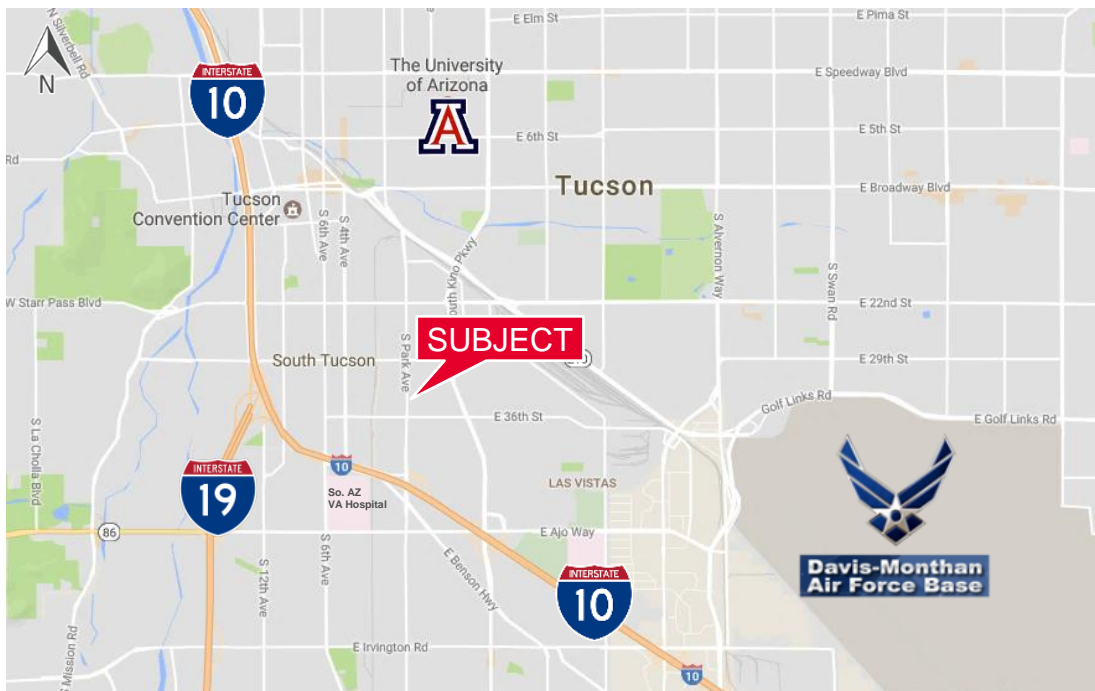 N Silverbell Rd
E Elm St
E Pima St
N
INTERSTATE
10
The University
of Arizona
A
E Speedway Blvd
E 6th St
E 5th St
Rd
Tucson
E Broadway Blvd
Tucson
Convention Center
S 6th Ave
S 4th Ave
South Kino Pkwy
S Alvernon Way
S Swan Rd
W Starr Pass Blvd
E 22nd St
SUBJECT
S Park Ave
South Tucson
E 29th St
Golf Links Rd
E 36th St
E Golf Links Rd
S La Cholla Blvd
INTERSTATE
19
10
So. AZ
VA Hospital
LAS VISTAS
86
E Ajo Way
S 12th Ave
S 6th Ave
E Benson Hwy
INTERSTATE
10
Davis-Monthan
Air Force Base
E Irvington Rd
S Mission Rd
10